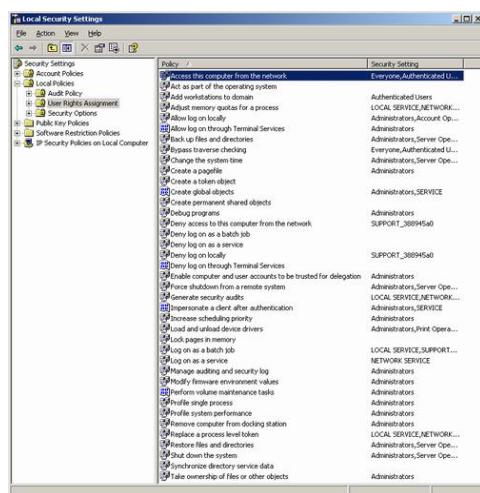 Local Security Settings
File Action View Help
Security Settings
Account Policies
Local Policies
Audit Policy
User Rights Assignment
Security Options
Public Key Policies
Software Restriction Policies
IP Security Policies on Local Computer
Policy Security Setting
Access this computer from the network Everyone,Authenticated U...
Act as part of the operating system
Add workstations to domain Authenticated Users
Adjust memory quotas for a process LOCAL SERVICE,NETWORK...
Allow log on locally Administrators,Account Op...
Allow log on through Terminal Services Administrators
Back up files and directories Administrators,Server Ope...
Bypass traverse checking Everyone,Authenticated U...
Change the system time Administrators,Server Ope...
Create a pagefile Administrators
Create a token object
Create global objects Administrators,SERVICE
Create permanent shared objects
Debug programs Administrators
Deny access to this computer from the network SUPPORT_388945a0
Deny log on as a batch job
Deny log on as a service
Deny log on locally SUPPORT_388945a0
Deny log on through Terminal Services
Enable computer and user accounts to be trusted for delegation Administrators
Force shutdown from a remote system Administrators,Server Ope...
Generate security audits LOCAL SERVICE,NETWORK...
Impersonate a client after authentication Administrators,SERVICE
Increase scheduling priority Administrators
Load and unload device drivers Administrators,Print Opera...
Lock pages in memory
Log on as a batch job LOCAL SERVICE,SUPPORT...
Log on as a service NETWORK SERVICE
Manage auditing and security log Administrators
Modify firmware environment values Administrators
Perform volume maintenance tasks Administrators
Profile single process Administrators
Profile system performance Administrators
Remove computer from docking station Administrators
Replace a process level token LOCAL SERVICE,NETWORK...
Restore files and directories Administrators,Server Ope...
Shut down the system Administrators,Server Ope...
Synchronize directory service data
Take ownership of files or other objects Administrators